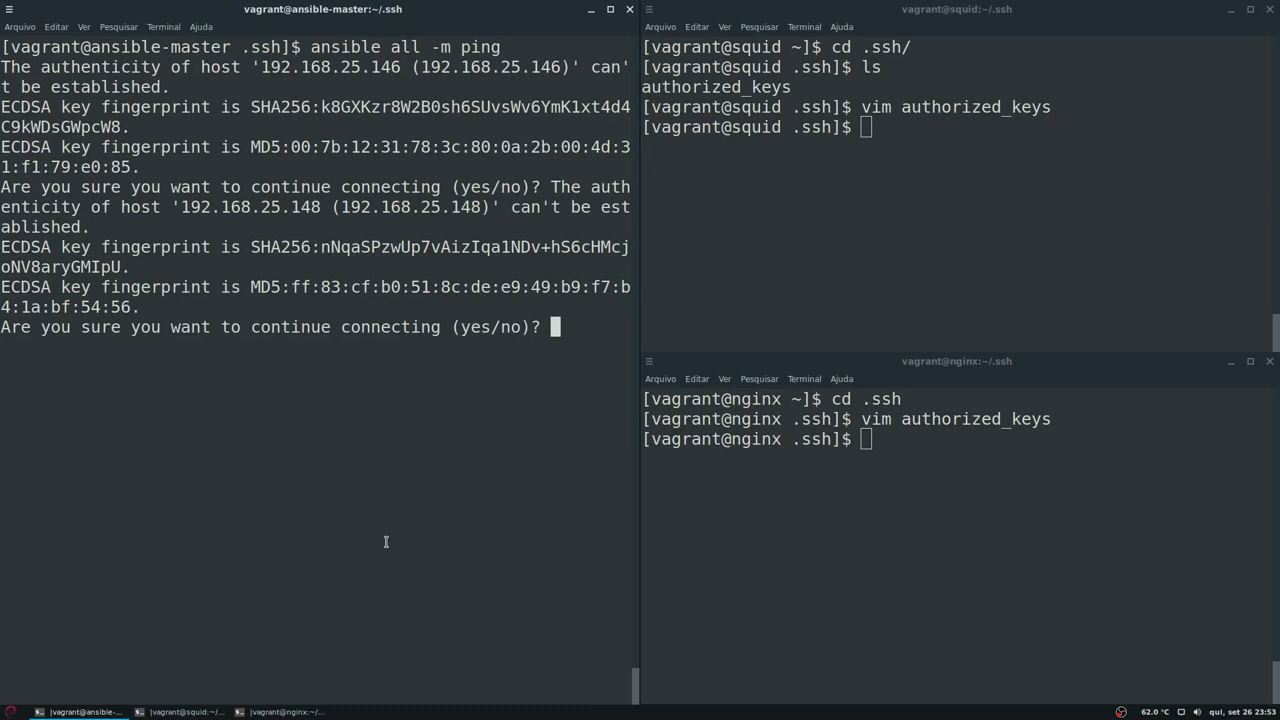 vagrant@ansible-master:~/.ssh
Arquivo Editar Ver Pesquisar Terminal Ajuda
[vagrant@ansible-master .ssh]$ ansible all -m ping
The authenticity of host '192.168.25.146 (192.168.25.146)' can'
t be established.
ECDSA key fingerprint is SHA256:k8GXKzr8W2B0sh6SUvsWv6YmK1xt4d4
C9kWDsGWpcW8.
ECDSA key fingerprint is MD5:00:7b:12:31:78:3c:80:0a:2b:00:4d:3
1:f1:79:e0:85.
Are you sure you want to continue connecting (yes/no)? The auth
enticity of host '192.168.25.148 (192.168.25.148)' can't be est
ablished.
ECDSA key fingerprint is SHA256:nNqaSPzwUp7vAizIqa1NDv+hS6cHMcj
oNV8aryGMIpU.
ECDSA key fingerprint is MD5:ff:83:cf:b0:51:8c:de:e9:49:b9:f7:b
4:1a:bf:54:56.
Are you sure you want to continue connecting (yes/no)?
vagrant@squid:~/.ssh
Arquivo Editar Ver Pesquisar Terminal Ajuda
[vagrant@squid ~]$ cd .ssh/
[vagrant@squid .ssh]$ ls
authorized_keys
[vagrant@squid .ssh]$ vim authorized_keys
[vagrant@squid .ssh]$
vagrant@nginx:~/.ssh
Arquivo Editar Ver Pesquisar Terminal Ajuda
[vagrant@nginx ~]$ cd .ssh
[vagrant@nginx .ssh]$ vim authorized_keys
[vagrant@nginx .ssh]$
|vagrant@ansible-... |vagrant@squid:~/... |vagrant@nginx:~/... 62.0 °C qui, set 26 23:53